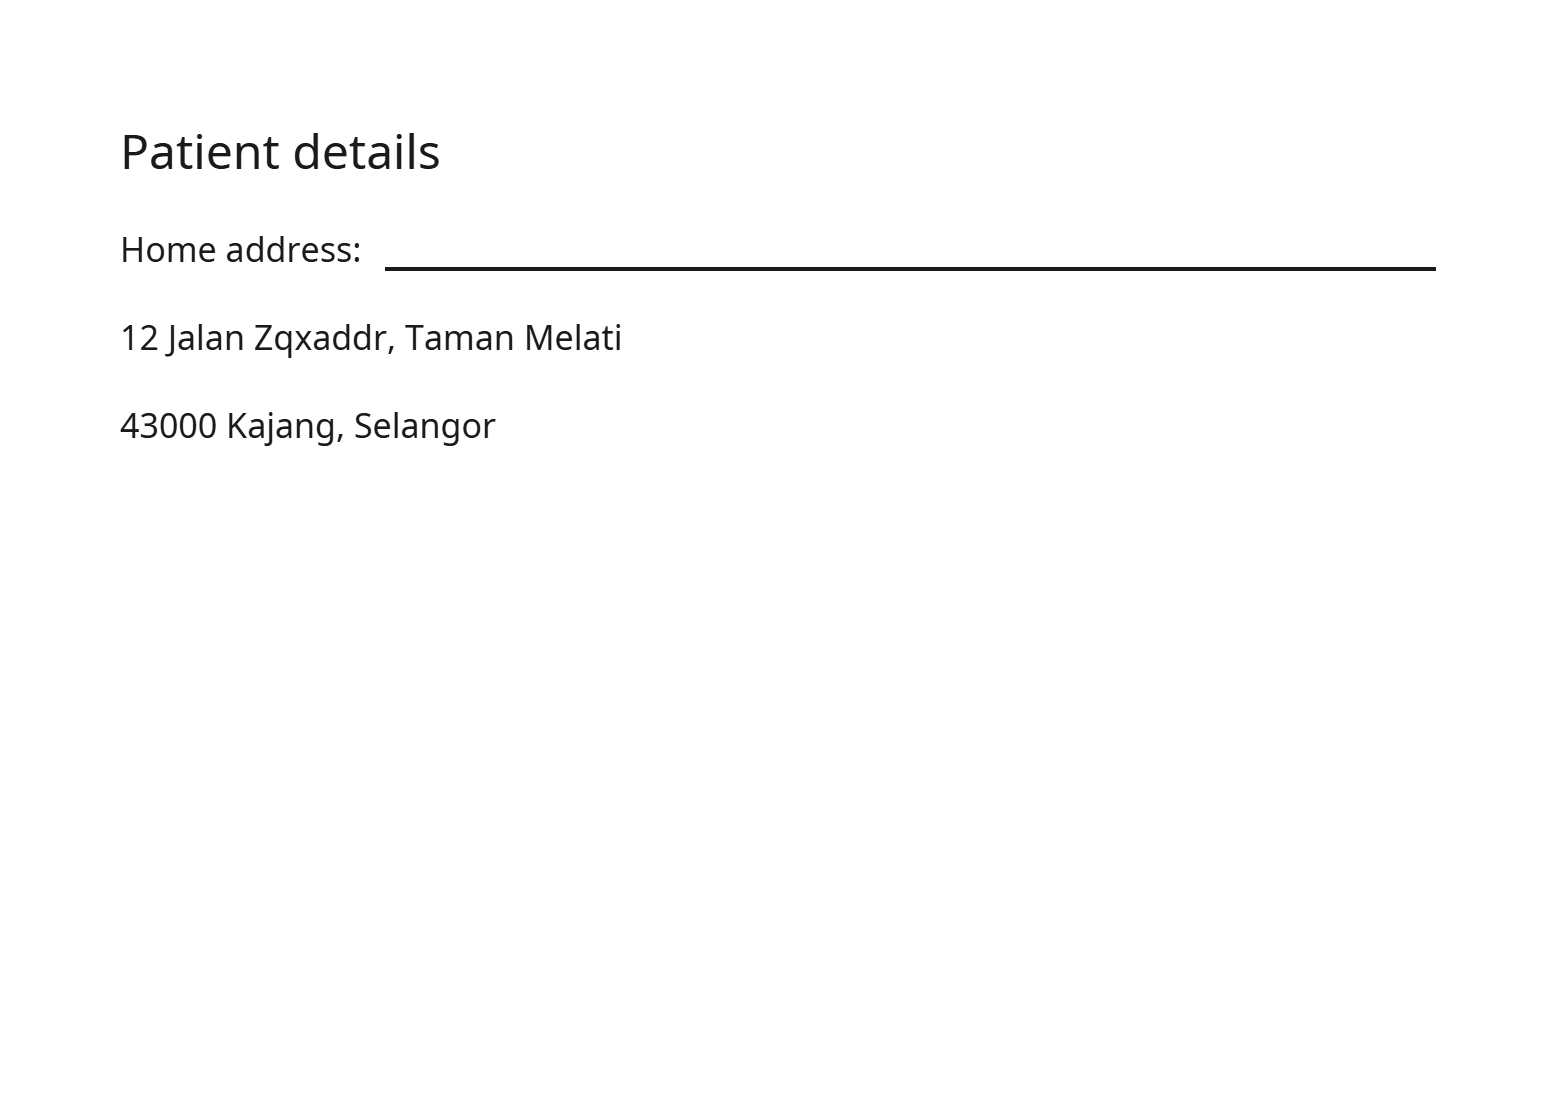 Patient details
Home address:
12 Jalan Zqxaddr, Taman Melati
43000 Kajang, Selangor